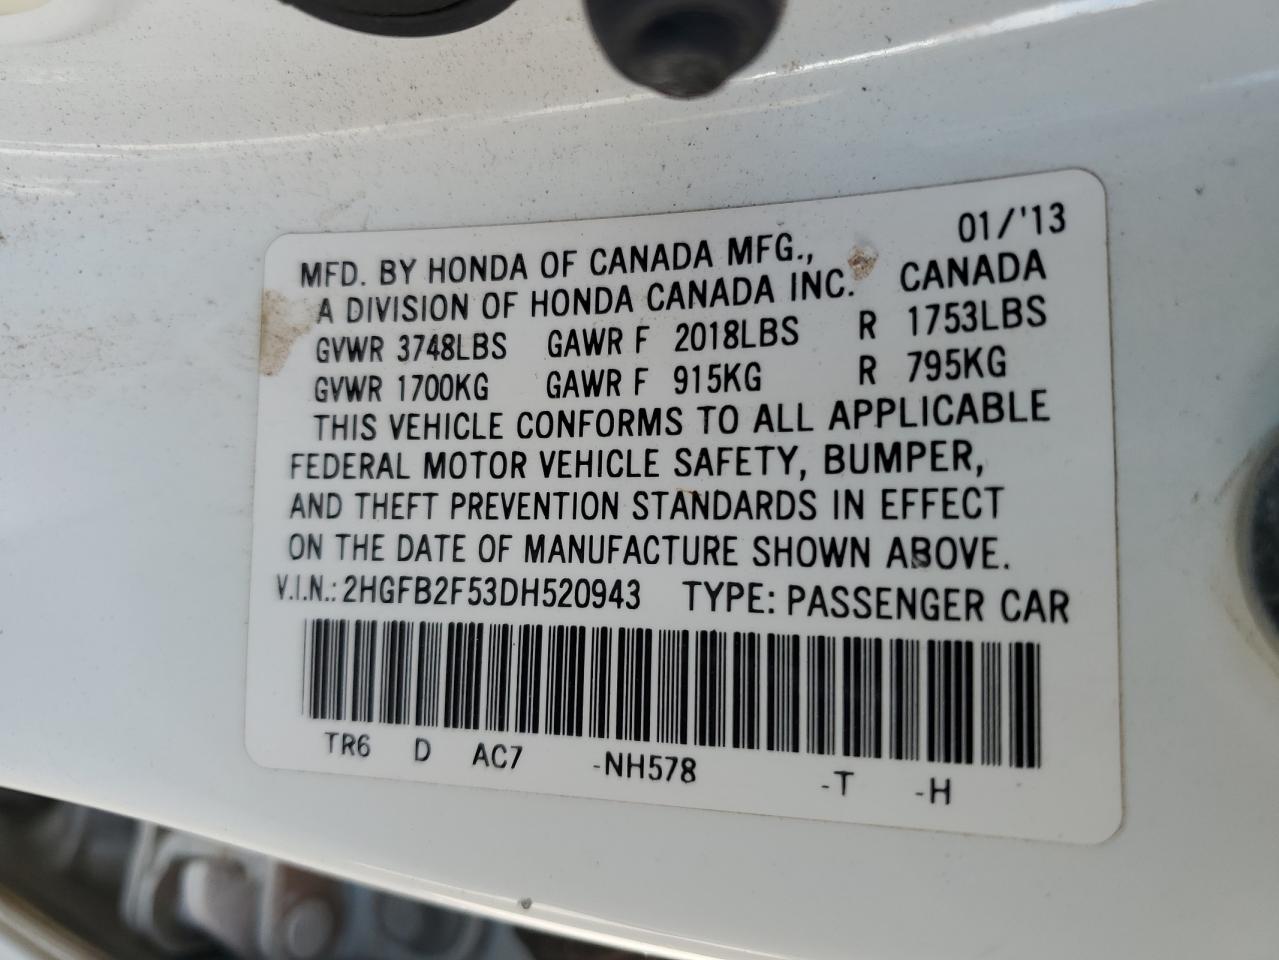 01/'13
MFD. BY HONDA OF CANADA MFG.,
A DIVISION OF HONDA CANADA INC. CANADA
GVWR 3748LBS GAWR F 2018LBS R 1753LBS
GVWR 1700KG GAWR F 915KG R 795KG
THIS VEHICLE CONFORMS TO ALL APPLICABLE
FEDERAL MOTOR VEHICLE SAFETY, BUMPER,
AND THEFT PREVENTION STANDARDS IN EFFECT
ON THE DATE OF MANUFACTURE SHOWN ABOVE.
V.I.N.: 2HGFB2F53DH520943 TYPE: PASSENGER CAR
TR6 D AC7 -NH578 -T -H